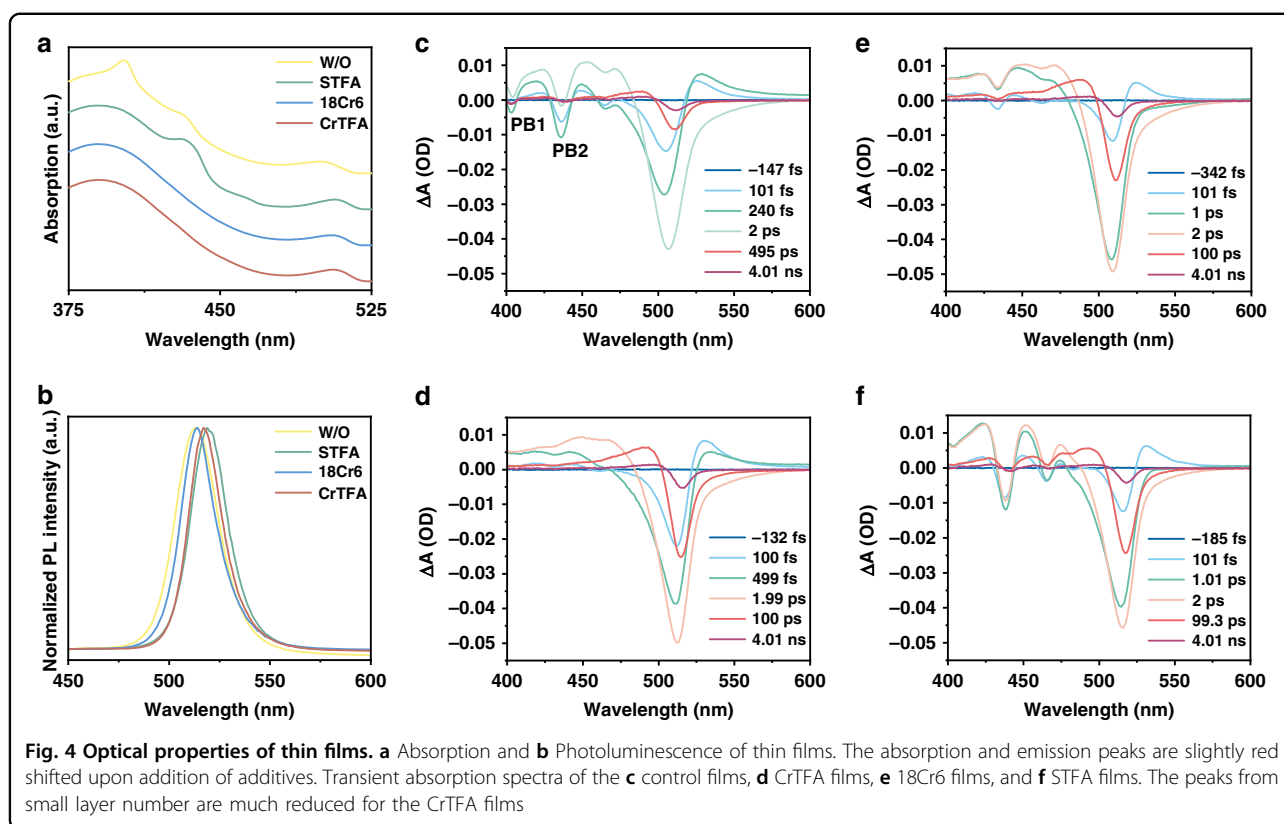 a
W/O
STFA
18Cr6
CrTFA
Absorption (a.u.)
375
450
525
Wavelength (nm)
b
W/O
STFA
18Cr6
CrTFA
Normalized PL intensity (a.u.)
450
500
550
600
Wavelength (nm)
c
0.01
0.00
−0.01
−0.02
−0.03
−0.04
−0.05
ΔA (OD)
PB1
PB2
−147 fs
101 fs
240 fs
2 ps
495 ps
4.01 ns
400
450
500
550
600
Wavelength (nm)
d
0.01
0.00
−0.01
−0.02
−0.03
−0.04
−0.05
ΔA (OD)
−132 fs
100 fs
499 fs
1.99 ps
100 ps
4.01 ns
400
450
500
550
600
Wavelength (nm)
e
0.01
0.00
−0.01
−0.02
−0.03
−0.04
−0.05
ΔA (OD)
−342 fs
101 fs
1 ps
2 ps
100 ps
4.01 ns
400
450
500
550
600
Wavelength (nm)
f
0.01
0.00
−0.01
−0.02
−0.03
−0.04
−0.05
ΔA (OD)
−185 fs
101 fs
1.01 ps
2 ps
99.3 ps
4.01 ns
400
450
500
550
600
Wavelength (nm)
Fig. 4 Optical properties of thin films. a Absorption and b Photoluminescence of thin films. The absorption and emission peaks are slightly red
shifted upon addition of additives. Transient absorption spectra of the c control films, d CrTFA films, e 18Cr6 films, and f STFA films. The peaks from
small layer number are much reduced for the CrTFA films